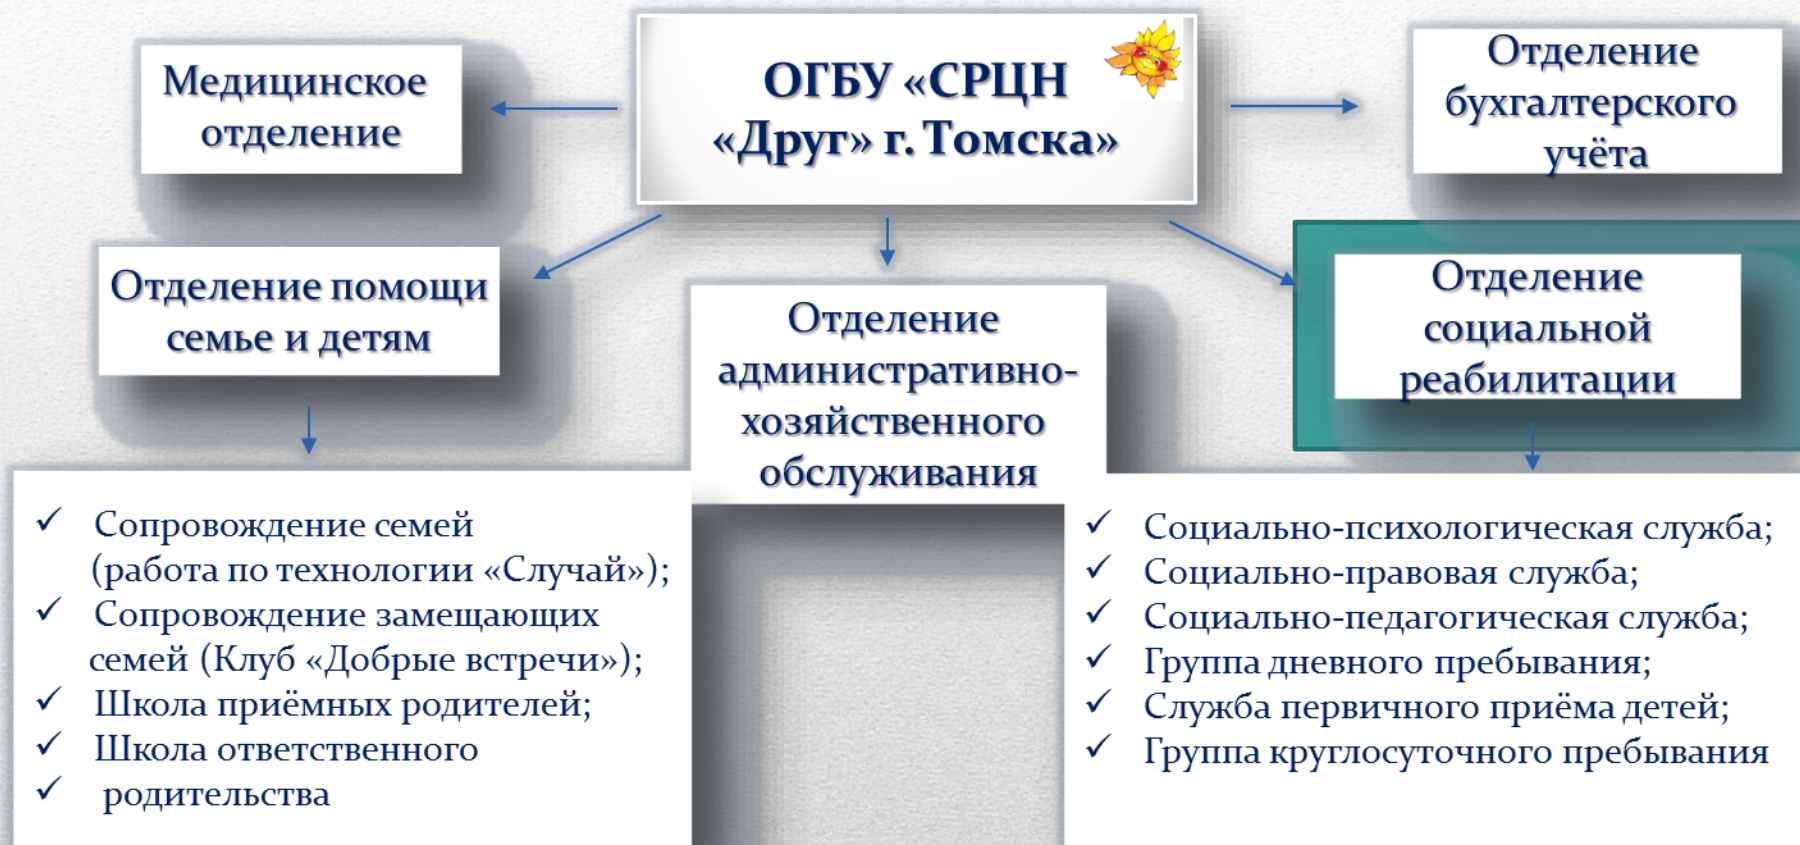 ОГБУ «СРЦН
«Друг» г. Томска»
Медицинское
отделение
Отделение
бухгалтерского
учёта
Отделение помощи
семье и детям
Отделение
административно-
хозяйственного
обслуживания
Отделение
социальной
реабилитации
✓ Сопровождение семей
(работа по технологии «Случай»);
✓ Сопровождение замещающих
семей (Клуб «Добрые встречи»);
✓ Школа приёмных родителей;
✓ Школа ответственного
✓ родительства
✓ Социально-психологическая служба;
✓ Социально-правовая служба;
✓ Социально-педагогическая служба;
✓ Группа дневного пребывания;
✓ Служба первичного приёма детей;
✓ Группа круглосуточного пребывания